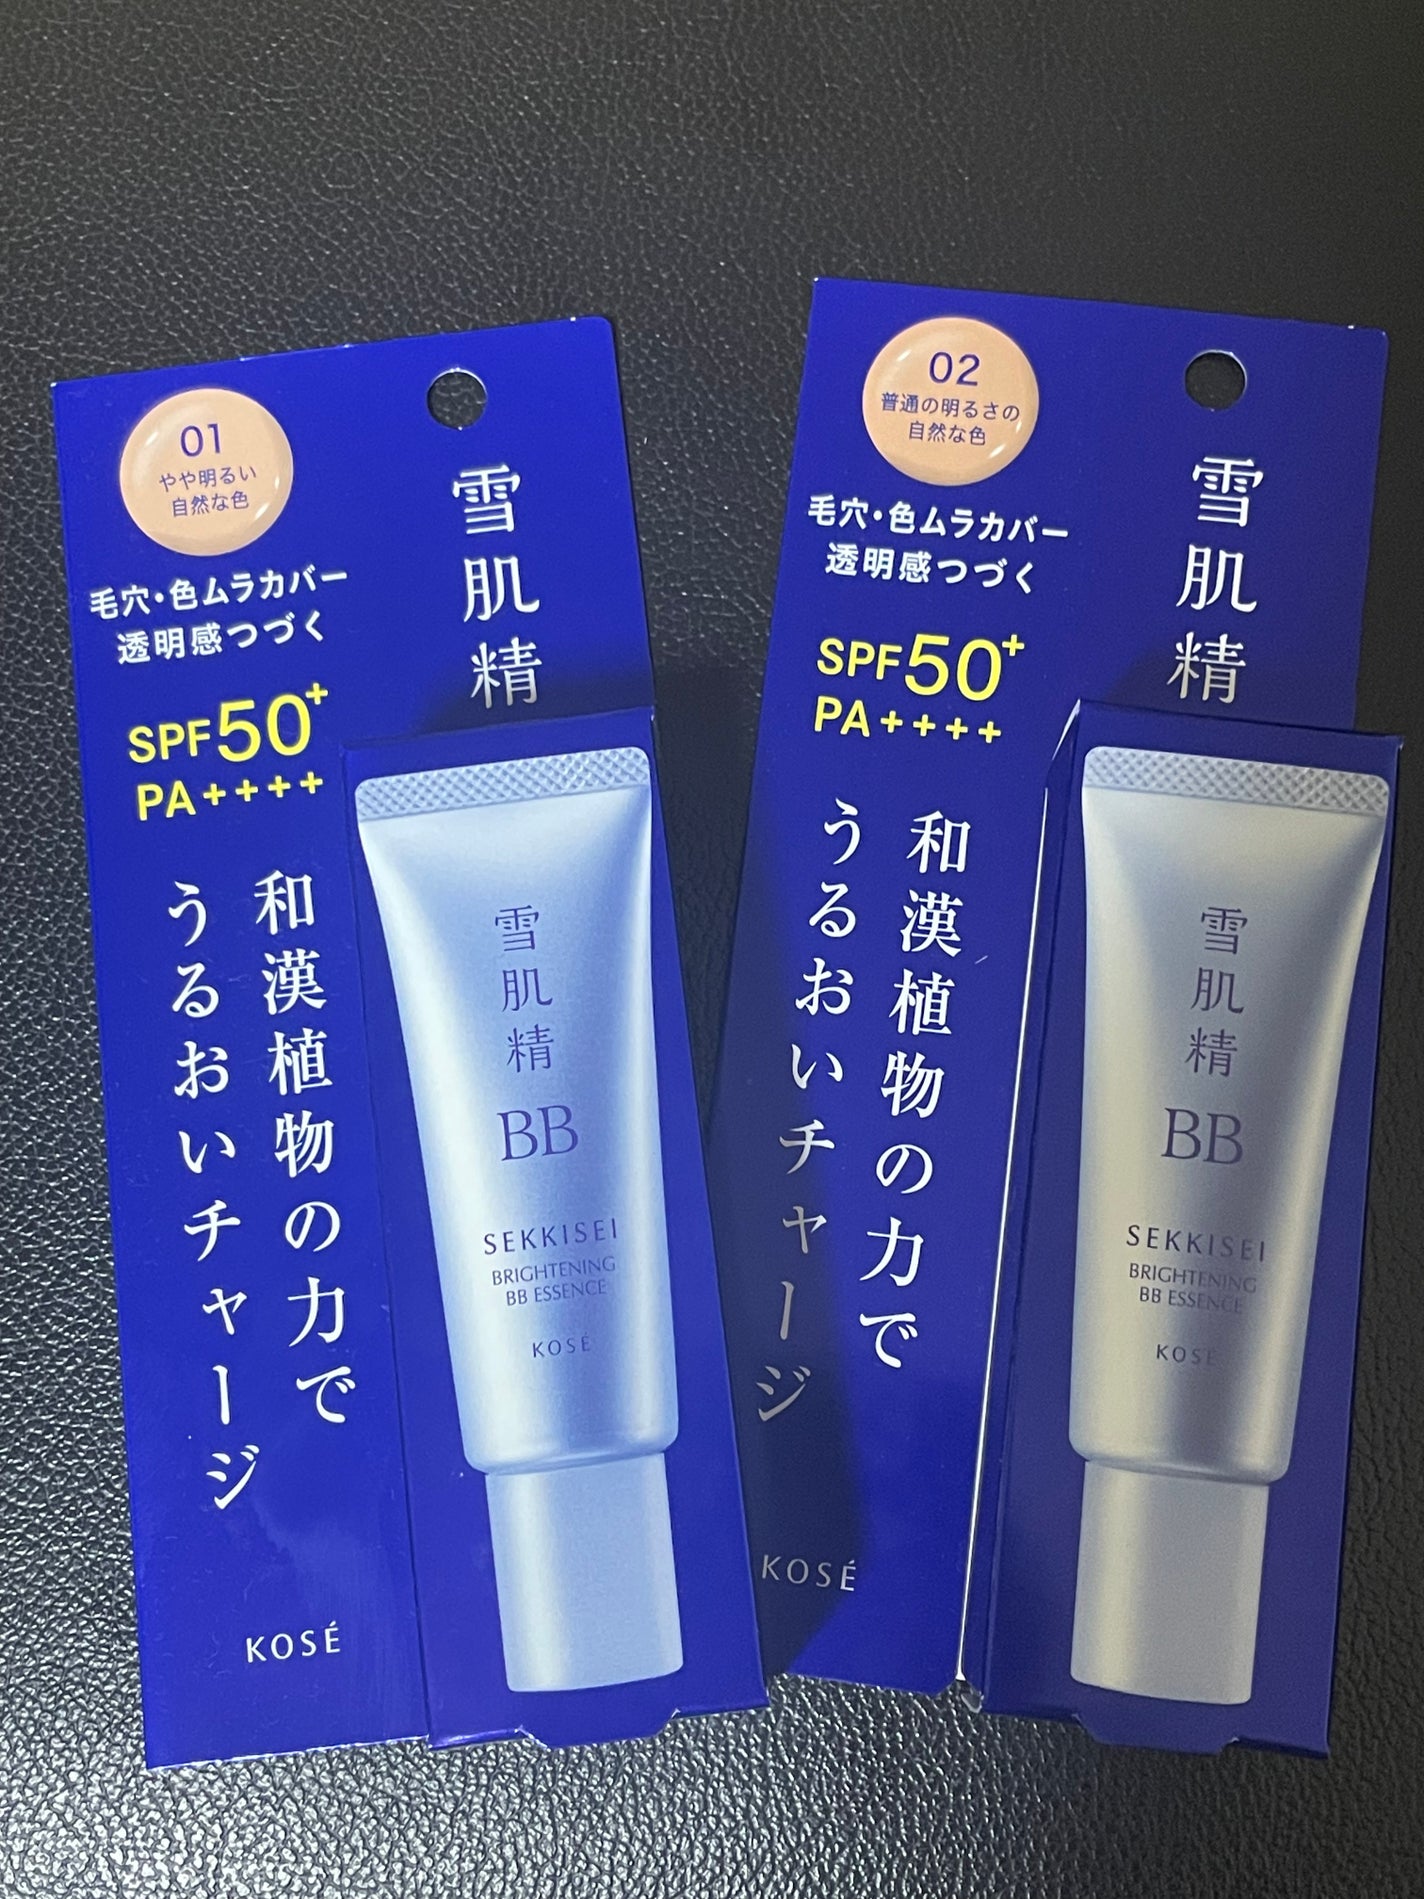 01
やや明るい
自然な色
毛穴・色ムラカバー
透明感つづく
SPF50+
PA++++
雪肌精
和漢植物の力で
うるおいチャージ
KOSÉ
雪肌精
BB
SEKKISEI
BRIGHTENING
BB ESSENCE
KOSÉ
02
普通の明るさの
自然な色
毛穴・色ムラカバー
透明感つづく
SPF50+
PA++++
雪肌精
和漢植物の力で
うるおいチャージ
KOSÉ
雪肌精
BB
SEKKISEI
BRIGHTENING
BB ESSENCE
KOSÉ